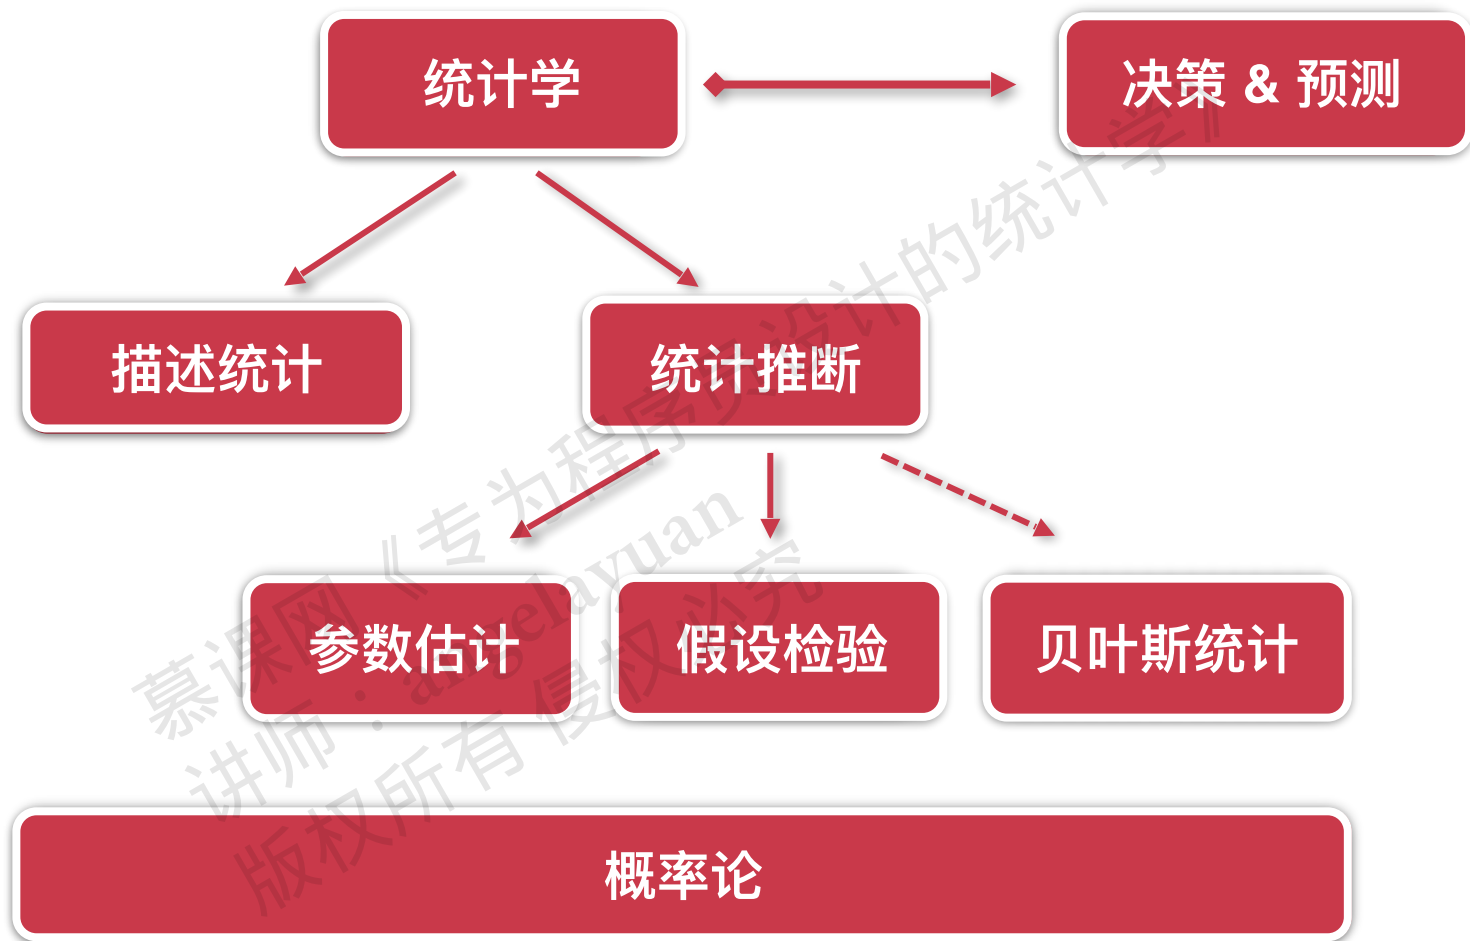 统计学
决策 & 预测
描述统计
统计推断
参数估计
假设检验
贝叶斯统计
概率论
慕课网《专为程序员设计的统计学》
讲师：angelayuan
版权所有 侵权必究